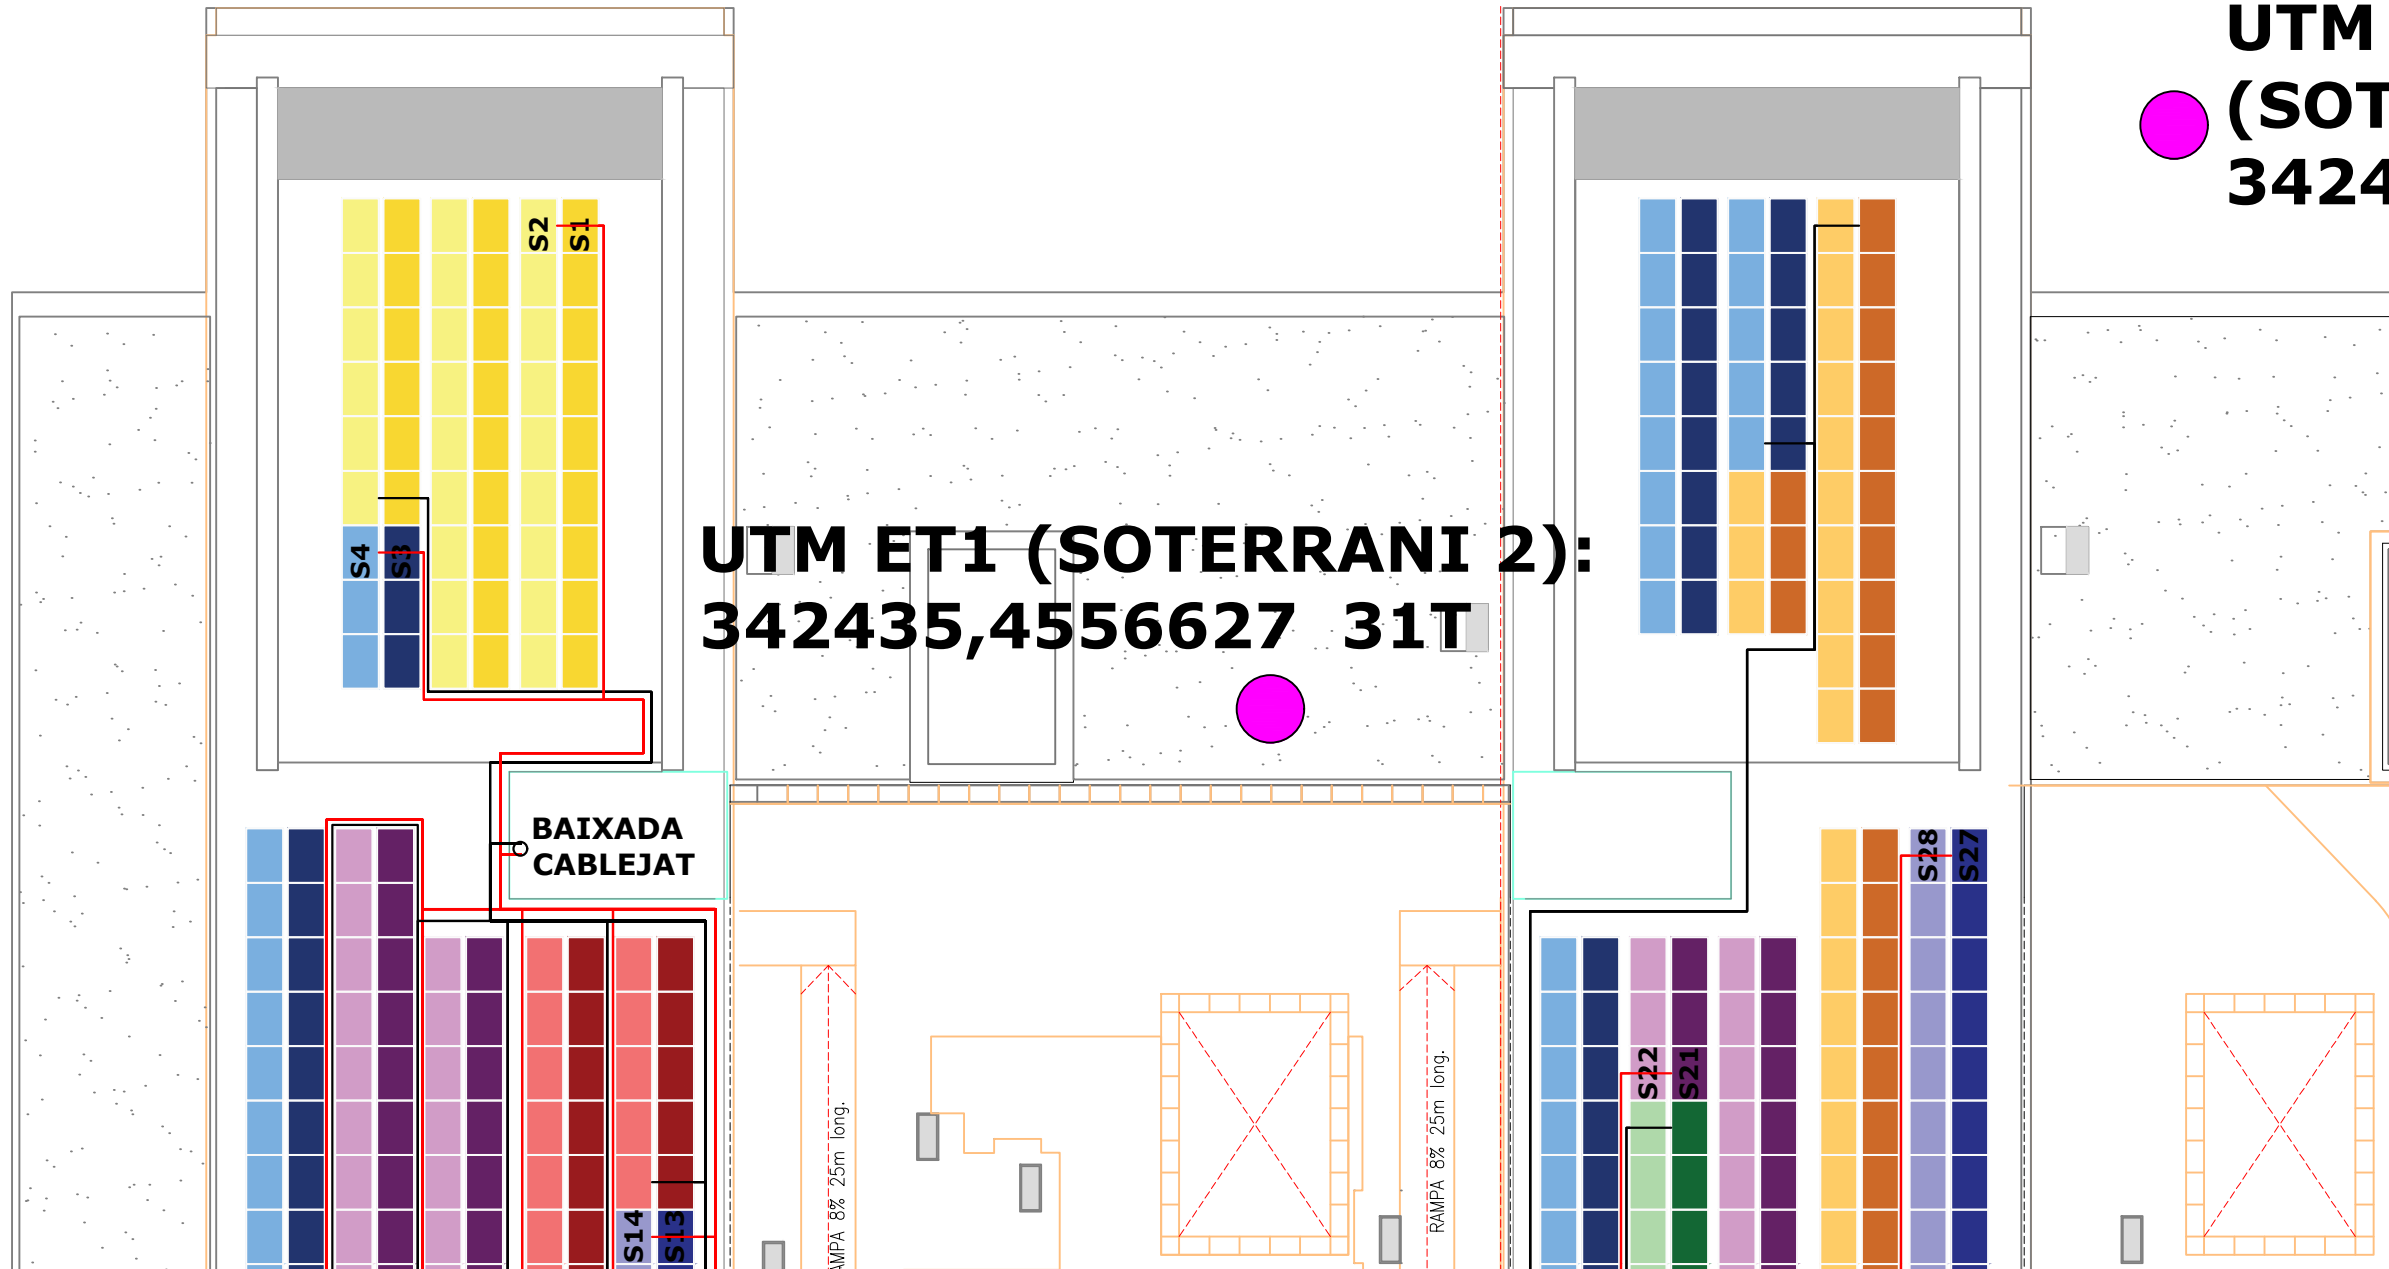 UTM
(SOT
3424
S2
S1
S4
S3
UTM ET1 (SOTERRANI 2):
342435,4556627 31T
BAIXADA
CABLEJAT
S28
S27
S22
S21
S14
S13
AMPA 8% 25m long.
RAMPA 8% 25m long.